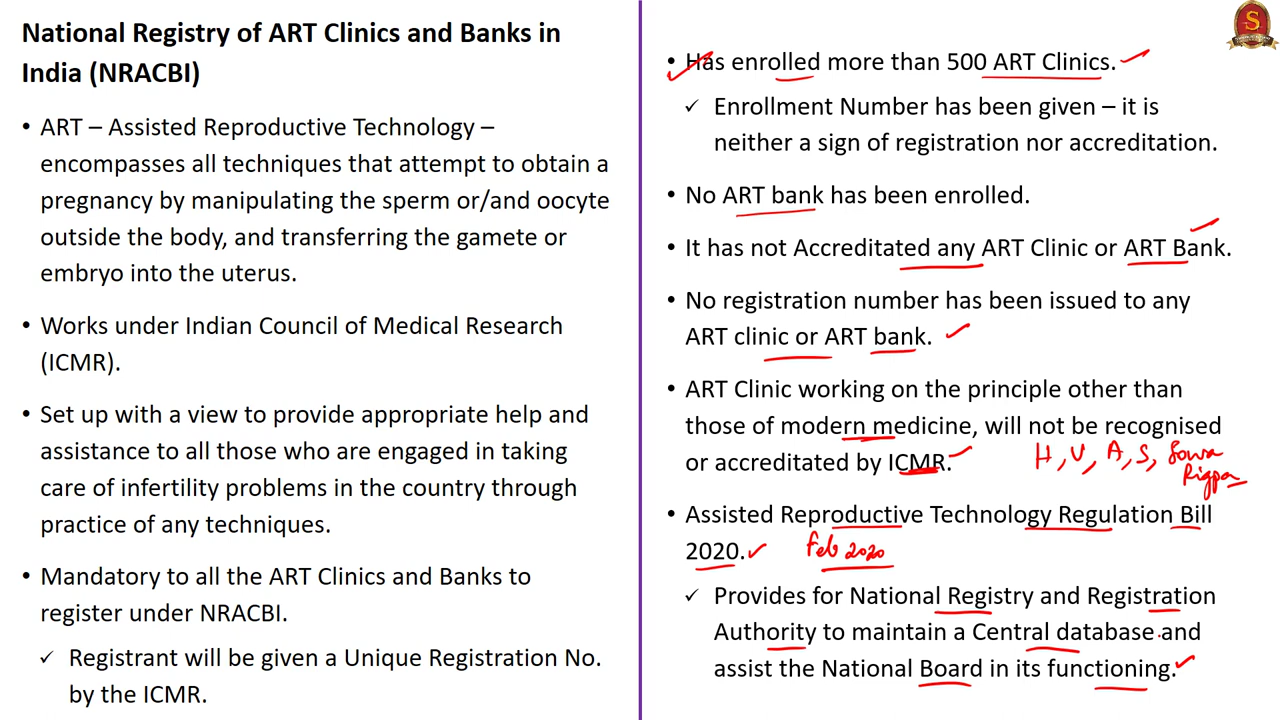 National Registry of ART Clinics and Banks in
India (NRACBI)
• ART – Assisted Reproductive Technology –
encompasses all techniques that attempt to obtain a
pregnancy by manipulating the sperm or/and oocyte
outside the body, and transferring the gamete or
embryo into the uterus.
• Works under Indian Council of Medical Research
(ICMR).
• Set up with a view to provide appropriate help and
assistance to all those who are engaged in taking
care of infertility problems in the country through
practice of any techniques.
• Mandatory to all the ART Clinics and Banks to
register under NRACBI.
✓ Registrant will be given a Unique Registration No.
by the ICMR.
• Has enrolled more than 500 ART Clinics.
✓ Enrollment Number has been given – it is
neither a sign of registration nor accreditation.
• No ART bank has been enrolled.
• It has not Accreditated any ART Clinic or ART Bank.
• No registration number has been issued to any
ART clinic or ART bank.
• ART Clinic working on the principle other than
those of modern medicine, will not be recognised
or accreditated by ICMR.
H, U, A, S, Sowa
Rigpa
• Assisted Reproductive Technology Regulation Bill
2020. Feb 2020
✓ Provides for National Registry and Registration
Authority to maintain a Central database and
assist the National Board in its functioning.
S